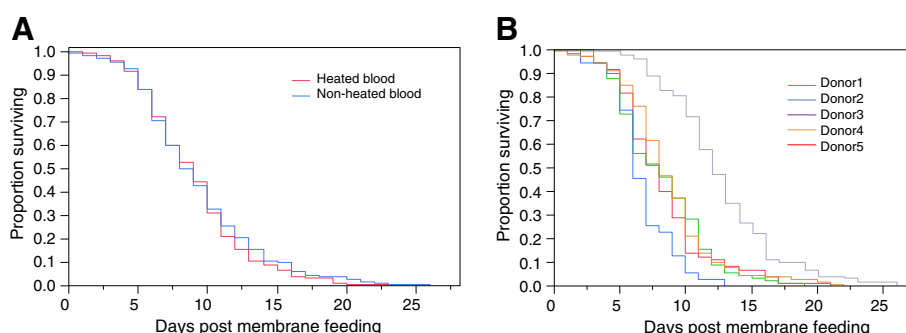 A
B
1.0
0.9
0.8
0.7
0.6
0.5
0.4
0.3
0.2
0.1
0.0
Proportion surviving
Heated blood
Non-heated blood
0 5 10 15 20 25
Days post membrane feeding
1.0
0.9
0.8
0.7
0.6
0.5
0.4
0.3
0.2
0.1
0.0
Proportion surviving
Donor1
Donor2
Donor3
Donor4
Donor5
0 5 10 15 20 25
Days post membrane feeding